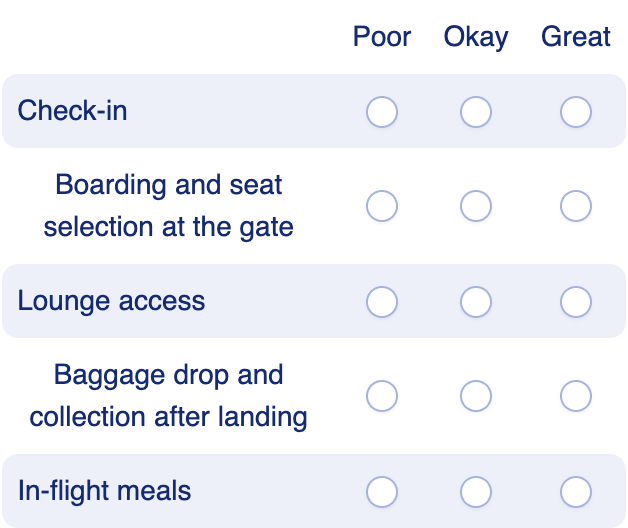 Poor Okay Great
Check-in
Boarding and seat
selection at the gate
Lounge access
Baggage drop and
collection after landing
In-flight meals